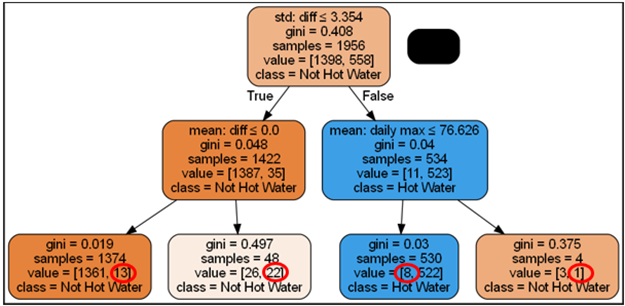 std: diff ≤ 3.354
gini = 0.408
samples = 1956
value = [1398, 558]
class = Not Hot Water
True
False
mean: diff ≤ 0.0
gini = 0.048
samples = 1422
value = [1387, 35]
class = Not Hot Water
mean: daily max ≤ 76.626
gini = 0.04
samples = 534
value = [11, 523]
class = Hot Water
gini = 0.019
samples = 1374
value = [1361, 13]
class = Not Hot Water
gini = 0.497
samples = 48
value = [26, 22]
class = Not Hot Water
gini = 0.03
samples = 530
value = [8, 522]
class = Hot Water
gini = 0.375
samples = 4
value = [3, 1]
class = Not Hot Water